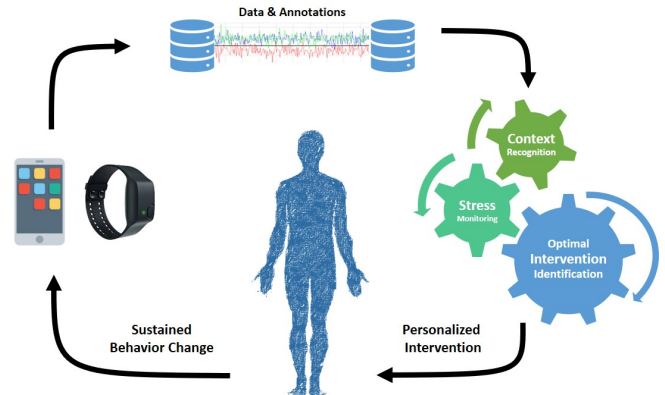 Data & Annotations
Context
Recognition
Stress
Monitoring
Optimal
Intervention
Identification
Sustained
Behavior Change
Personalized
Intervention